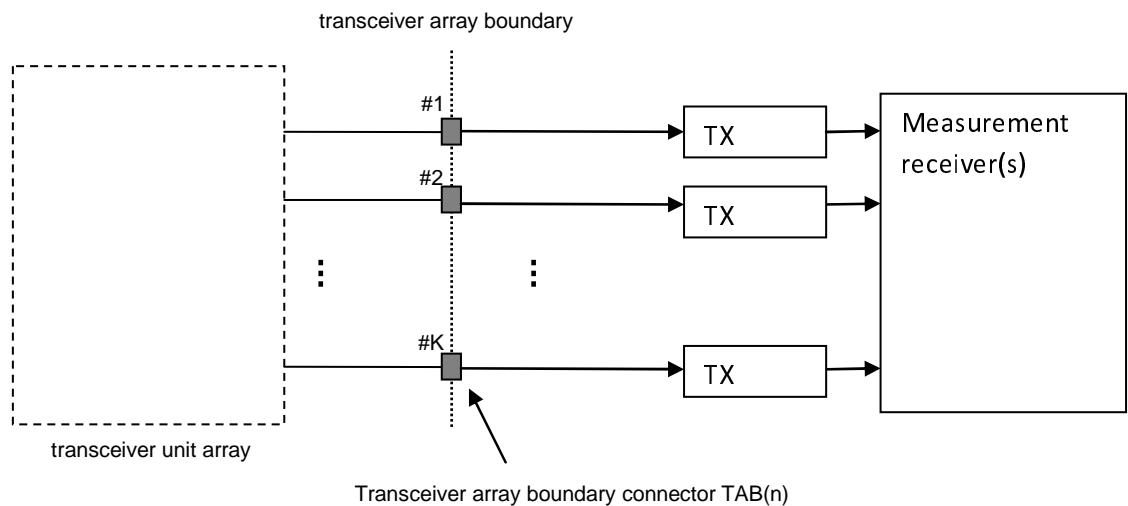 transceiver array boundary
#1
TX
Measurement
receiver(s)
#2
TX
#K
TX
transceiver unit array
Transceiver array boundary connector TAB(n)